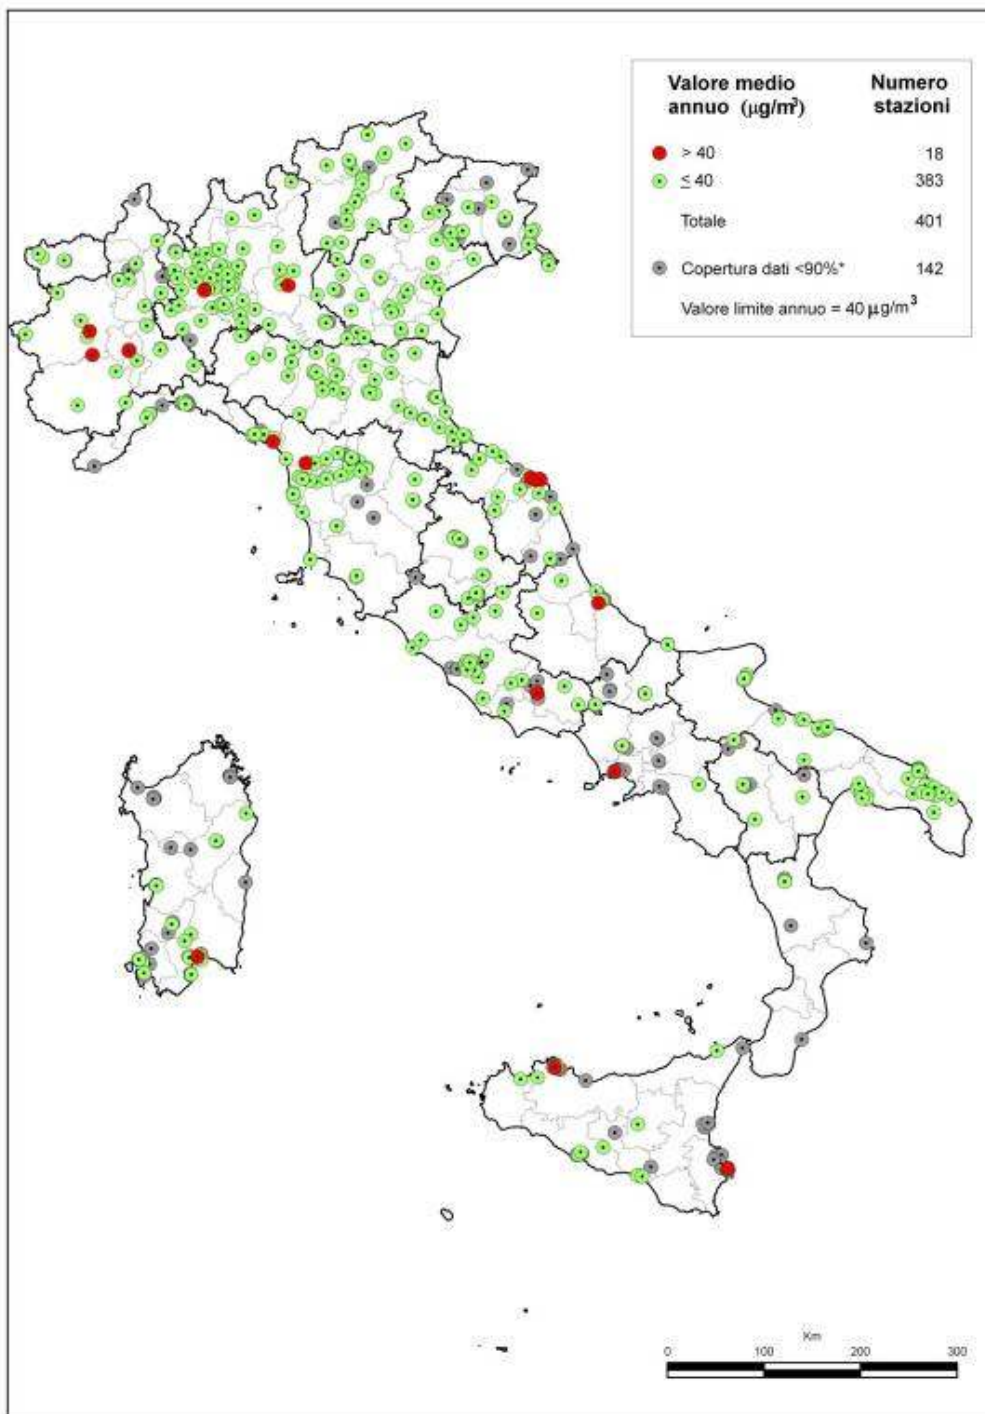 Valore medio annuo (µg/m³) Numero stazioni
> 40 18
≤ 40 383
Totale 401
Copertura dati <90%* 142
Valore limite annuo = 40 µg/m³
Km
0 100 200 300